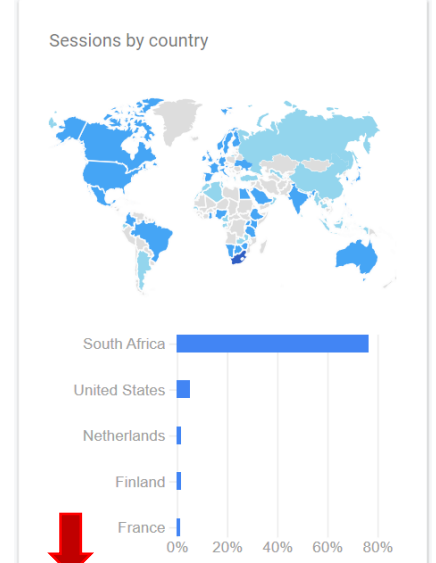 Sessions by country
South Africa
United States
Netherlands
Finland
France
0% 20% 40% 60% 80%